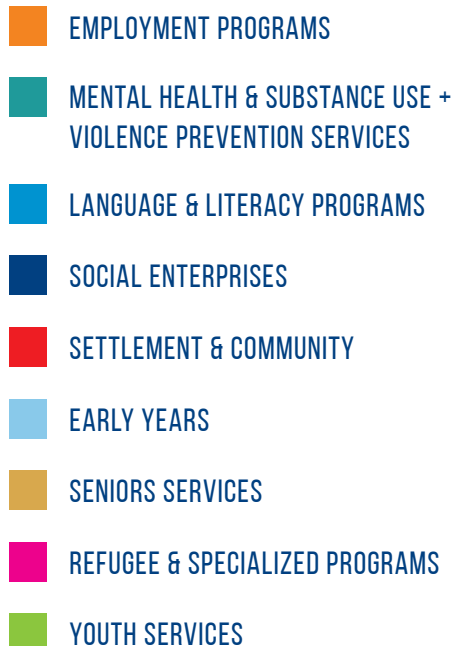 EMPLOYMENT PROGRAMS
MENTAL HEALTH & SUBSTANCE USE +
VIOLENCE PREVENTION SERVICES
LANGUAGE & LITERACY PROGRAMS
SOCIAL ENTERPRISES
SETTLEMENT & COMMUNITY
EARLY YEARS
SENIORS SERVICES
REFUGEE & SPECIALIZED PROGRAMS
YOUTH SERVICES